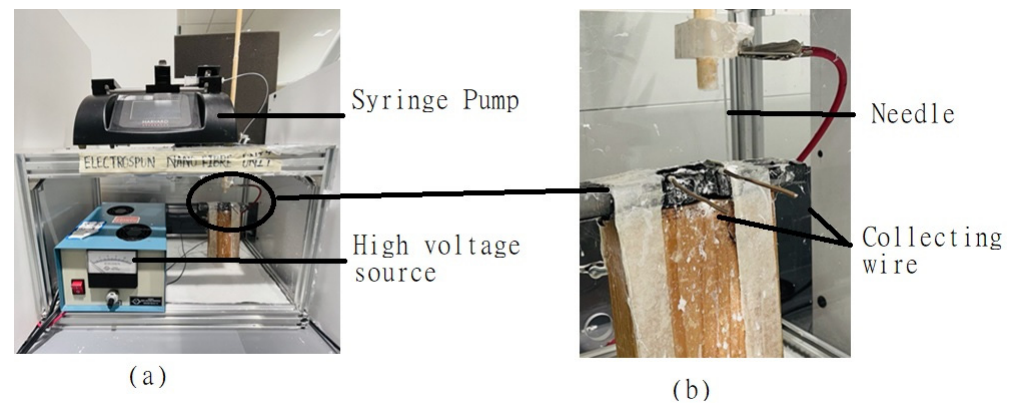 Syringe Pump
ELECTROSPUN NANO FIBRE UNIT
High voltage
source
Needle
Collecting
wire
(a)
(b)